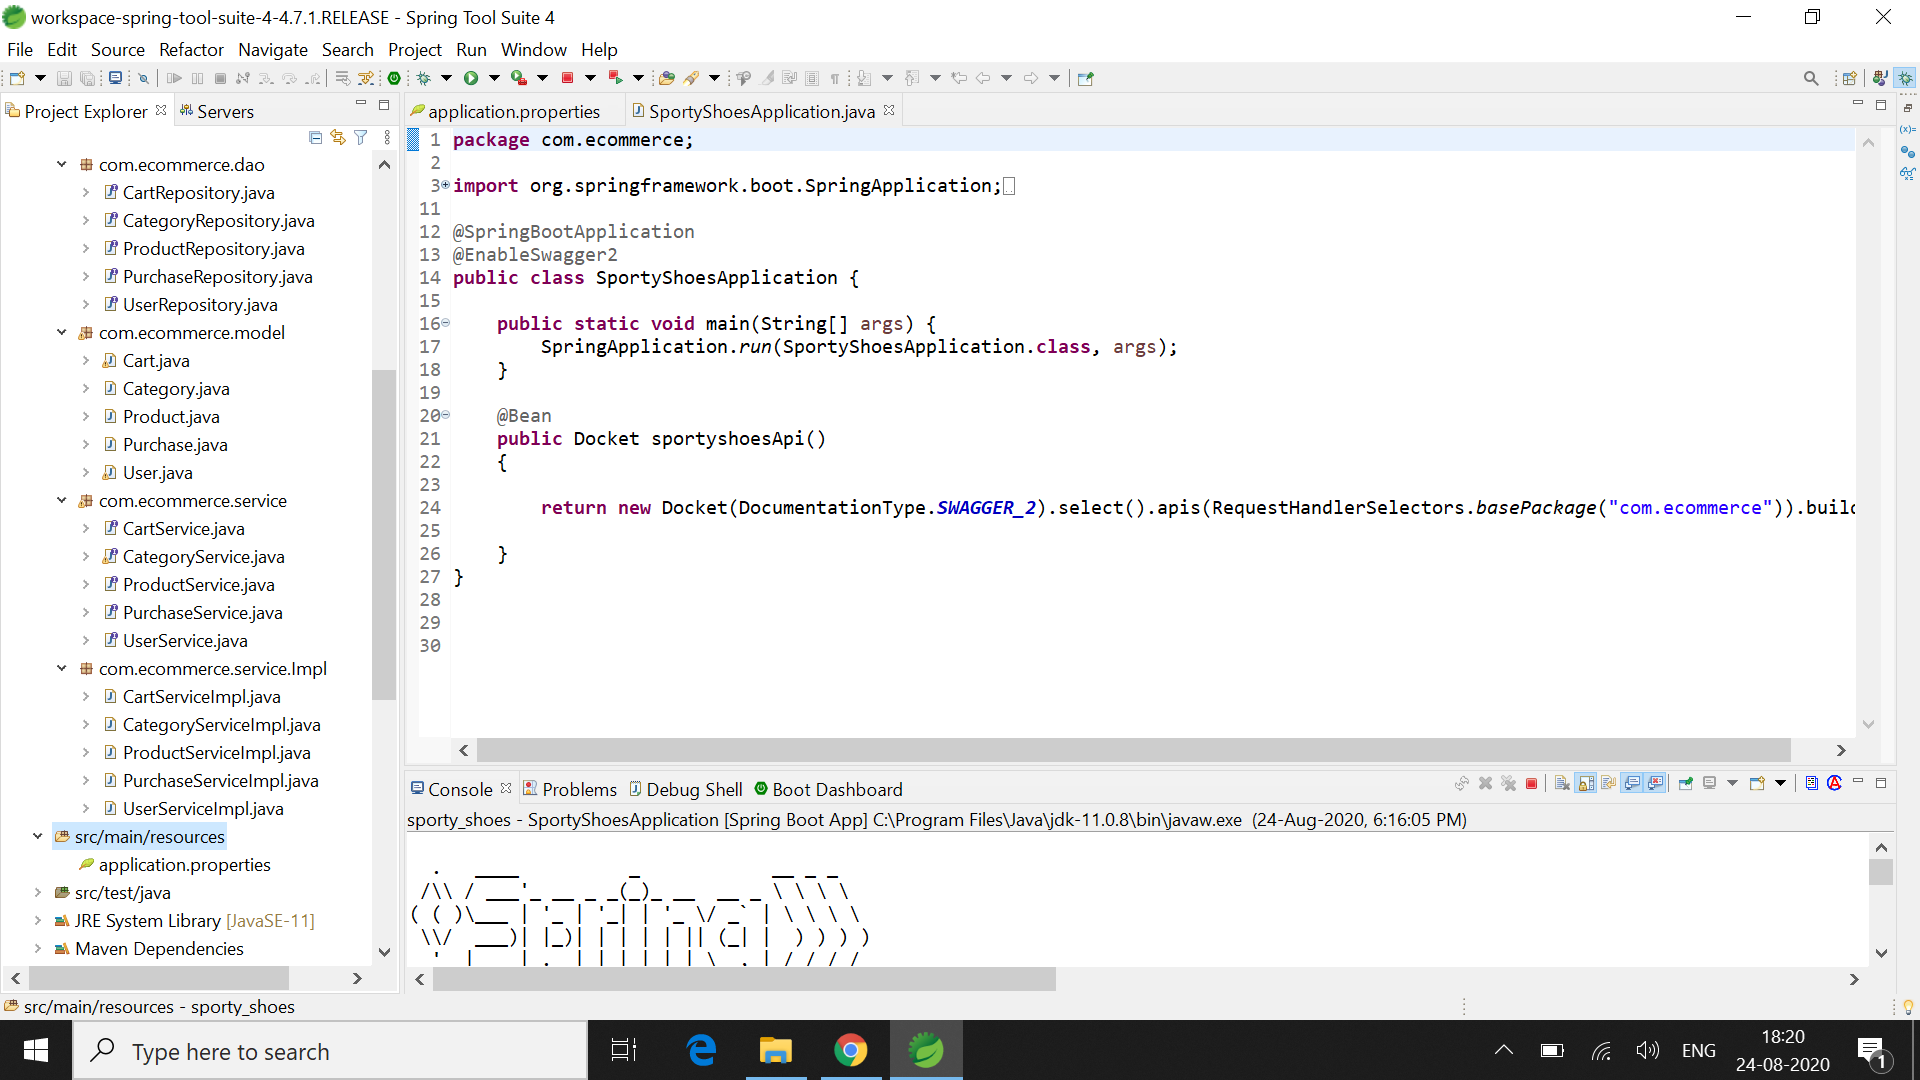 workspace-spring-tool-suite-4-4.7.1.RELEASE - Spring Tool Suite 4
File Edit Source Refactor Navigate Search Project Run Window Help
Project Explorer
Servers
com.ecommerce.dao
CartRepository.java
CategoryRepository.java
ProductRepository.java
PurchaseRepository.java
UserRepository.java
com.ecommerce.model
Cart.java
Category.java
Product.java
Purchase.java
User.java
com.ecommerce.service
CartService.java
CategoryService.java
ProductService.java
PurchaseService.java
UserService.java
com.ecommerce.service.Impl
CartServiceImpl.java
CategoryServiceImpl.java
ProductServiceImpl.java
PurchaseServiceImpl.java
UserServiceImpl.java
src/main/resources
application.properties
src/test/java
JRE System Library [JavaSE-11]
Maven Dependencies
application.properties
SportyShoesApplication.java
1 package com.ecommerce;
2
3 import org.springframework.boot.SpringApplication;
11
12 @SpringBootApplication
13 @EnableSwagger2
14 public class SportyShoesApplication {
15
16 public static void main(String[] args) {
17 SpringApplication.run(SportyShoesApplication.class, args);
18 }
19
20 @Bean
21 public Docket sportyshoesApi()
22 {
23
24 return new Docket(DocumentationType.SWAGGER_2).select().apis(RequestHandlerSelectors.basePackage("com.ecommerce")).build
25
26 }
27 }
28
29
30
Console
Problems
Debug Shell
Boot Dashboard
sporty_shoes - SportyShoesApplication [Spring Boot App] C:\Program Files\Java\jdk-11.0.8\bin\javaw.exe (24-Aug-2020, 6:16:05 PM)
Spring
src/main/resources - sporty_shoes
Type here to search
ENG
18:20
24-08-2020
1